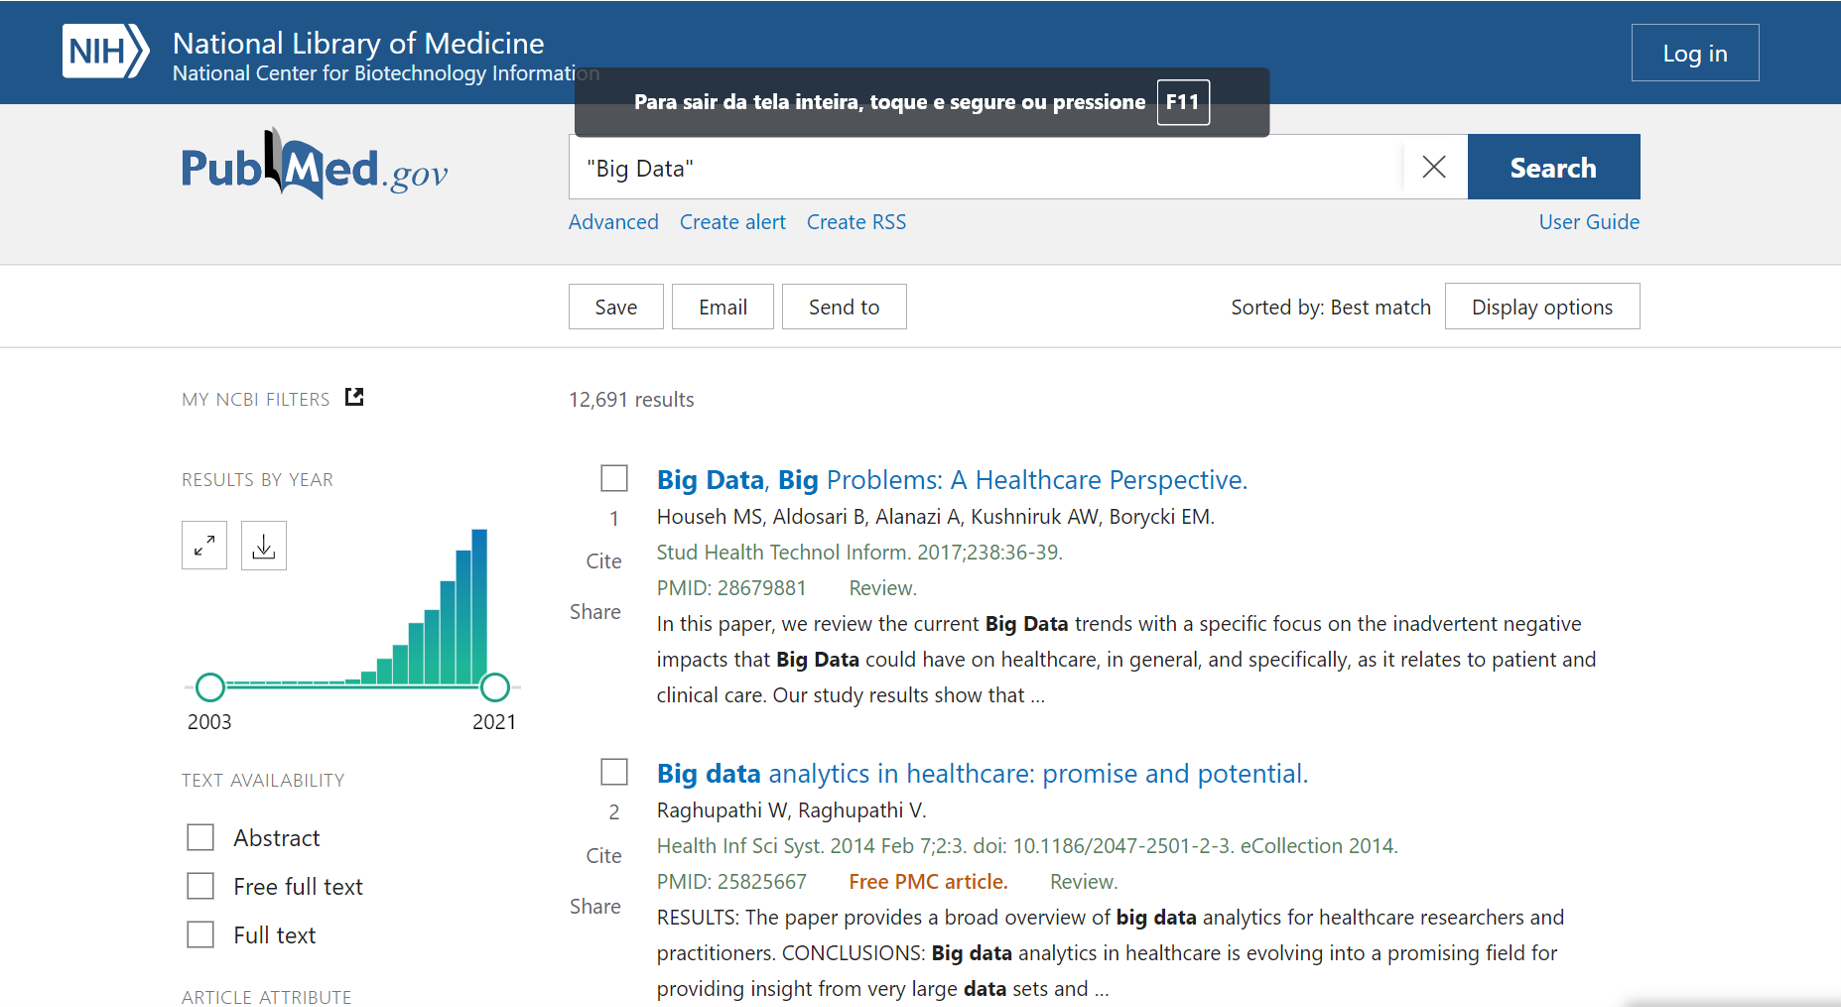 NIH
National Library of Medicine
National Center for Biotechnology Information
Log in
Para sair da tela inteira, toque e segure ou pressione F11
PubMed.gov
"Big Data"
Search
Advanced Create alert Create RSS User Guide
Save Email Send to Sorted by: Best match Display options
MY NCBI FILTERS
12,691 results
RESULTS BY YEAR
2003 2021
TEXT AVAILABILITY
Abstract
Free full text
Full text
ARTICLE ATTRIBUTE
Big Data, Big Problems: A Healthcare Perspective.
1
Househ MS, Aldosari B, Alanazi A, Kushniruk AW, Borycki EM.
Cite
Stud Health Technol Inform. 2017;238:36-39.
PMID: 28679881 Review.
Share
In this paper, we review the current Big Data trends with a specific focus on the inadvertent negative
impacts that Big Data could have on healthcare, in general, and specifically, as it relates to patient and
clinical care. Our study results show that ...
Big data analytics in healthcare: promise and potential.
2
Raghupathi W, Raghupathi V.
Cite
Health Inf Sci Syst. 2014 Feb 7;2:3. doi: 10.1186/2047-2501-2-3. eCollection 2014.
PMID: 25825667 Free PMC article. Review.
Share
RESULTS: The paper provides a broad overview of big data analytics for healthcare researchers and
practitioners. CONCLUSIONS: Big data analytics in healthcare is evolving into a promising field for
providing insight from very large data sets and ...